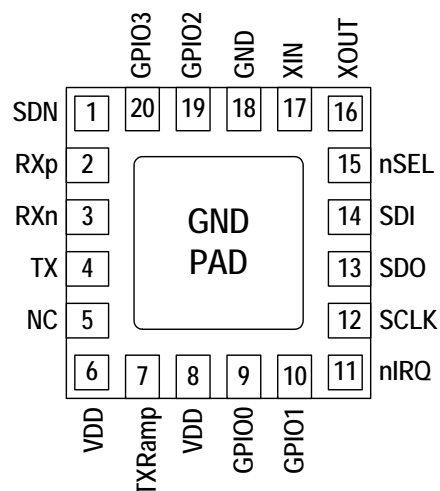 GPIO3 GPIO2 GND XIN XOUT
SDN 1 20 19 18 17 16
RXp 2 15 nSEL
RXn 3 GND 14 SDI
TX 4 PAD 13 SDO
NC 5 12 SCLK
6 7 8 9 10 11 nIRQ
VDD TXRamp VDD GPIO0 GPIO1